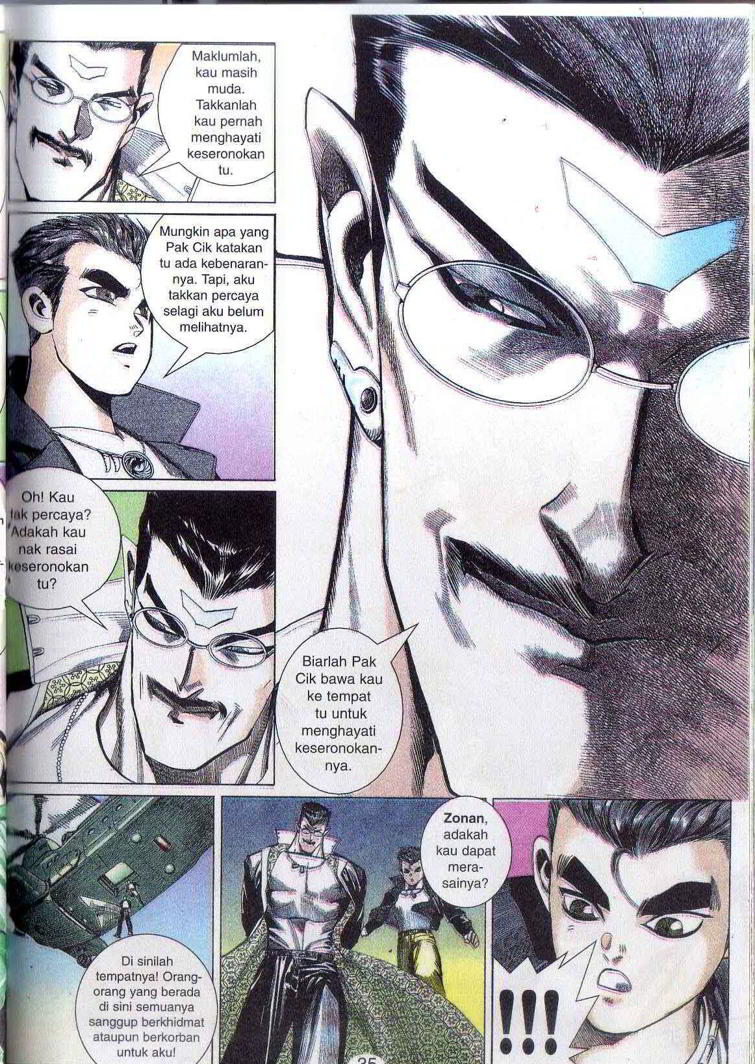 Maklumlah,
kau masih
muda.
Takkanlah
kau pernah
menghayati
keseronokan
tu.
Mungkin apa yang
Pak Cik katakan
tu ada kebenaran-
nya. Tapi, aku
takkan percaya
selagi aku belum
melihatnya.
Oh! Kau
tak percaya?
Adakah kau
nak rasai
keseronokan
tu?
Biarlah Pak
Cik bawa kau
ke tempat
tu untuk
menghayati
keseronokan-
nya.
Di sinilah
tempatnya! Orang-
orang yang berada
di sini semuanya
sanggup berkhidmat
ataupun berkorban
untuk aku!
Zonan,
adakah
kau dapat
mera-
sainya?
!!!
35